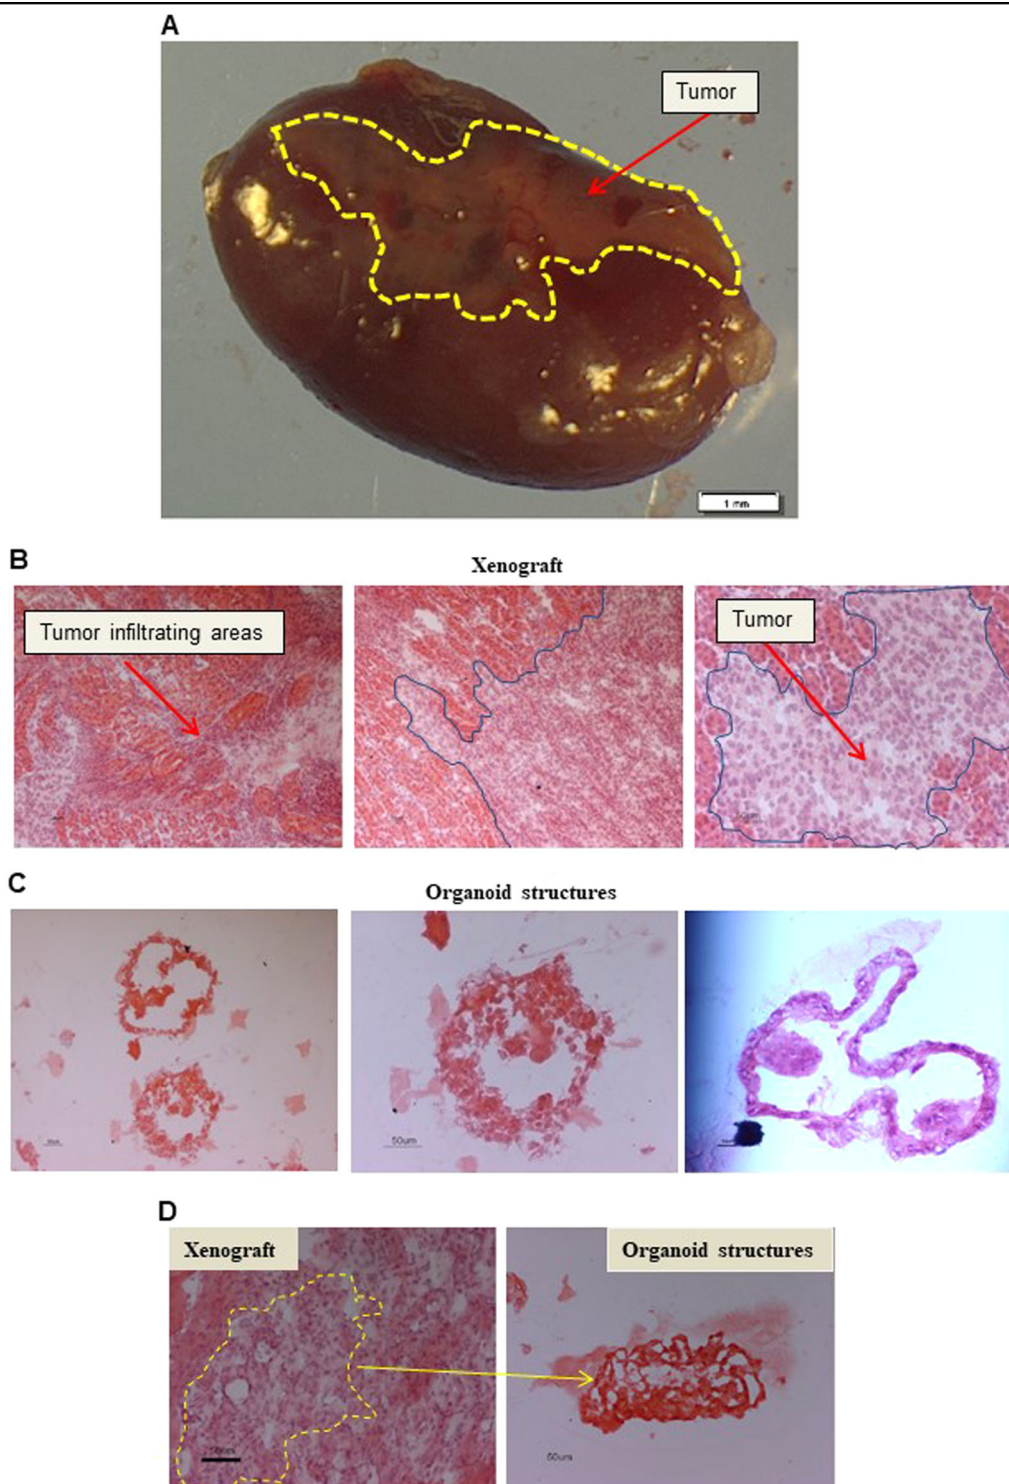 A
Tumor
1 mm
B
Xenograft
Tumor infiltrating areas
Tumor
C
Organoid structures
50um
D
Xenograft
Organoid structures
50um